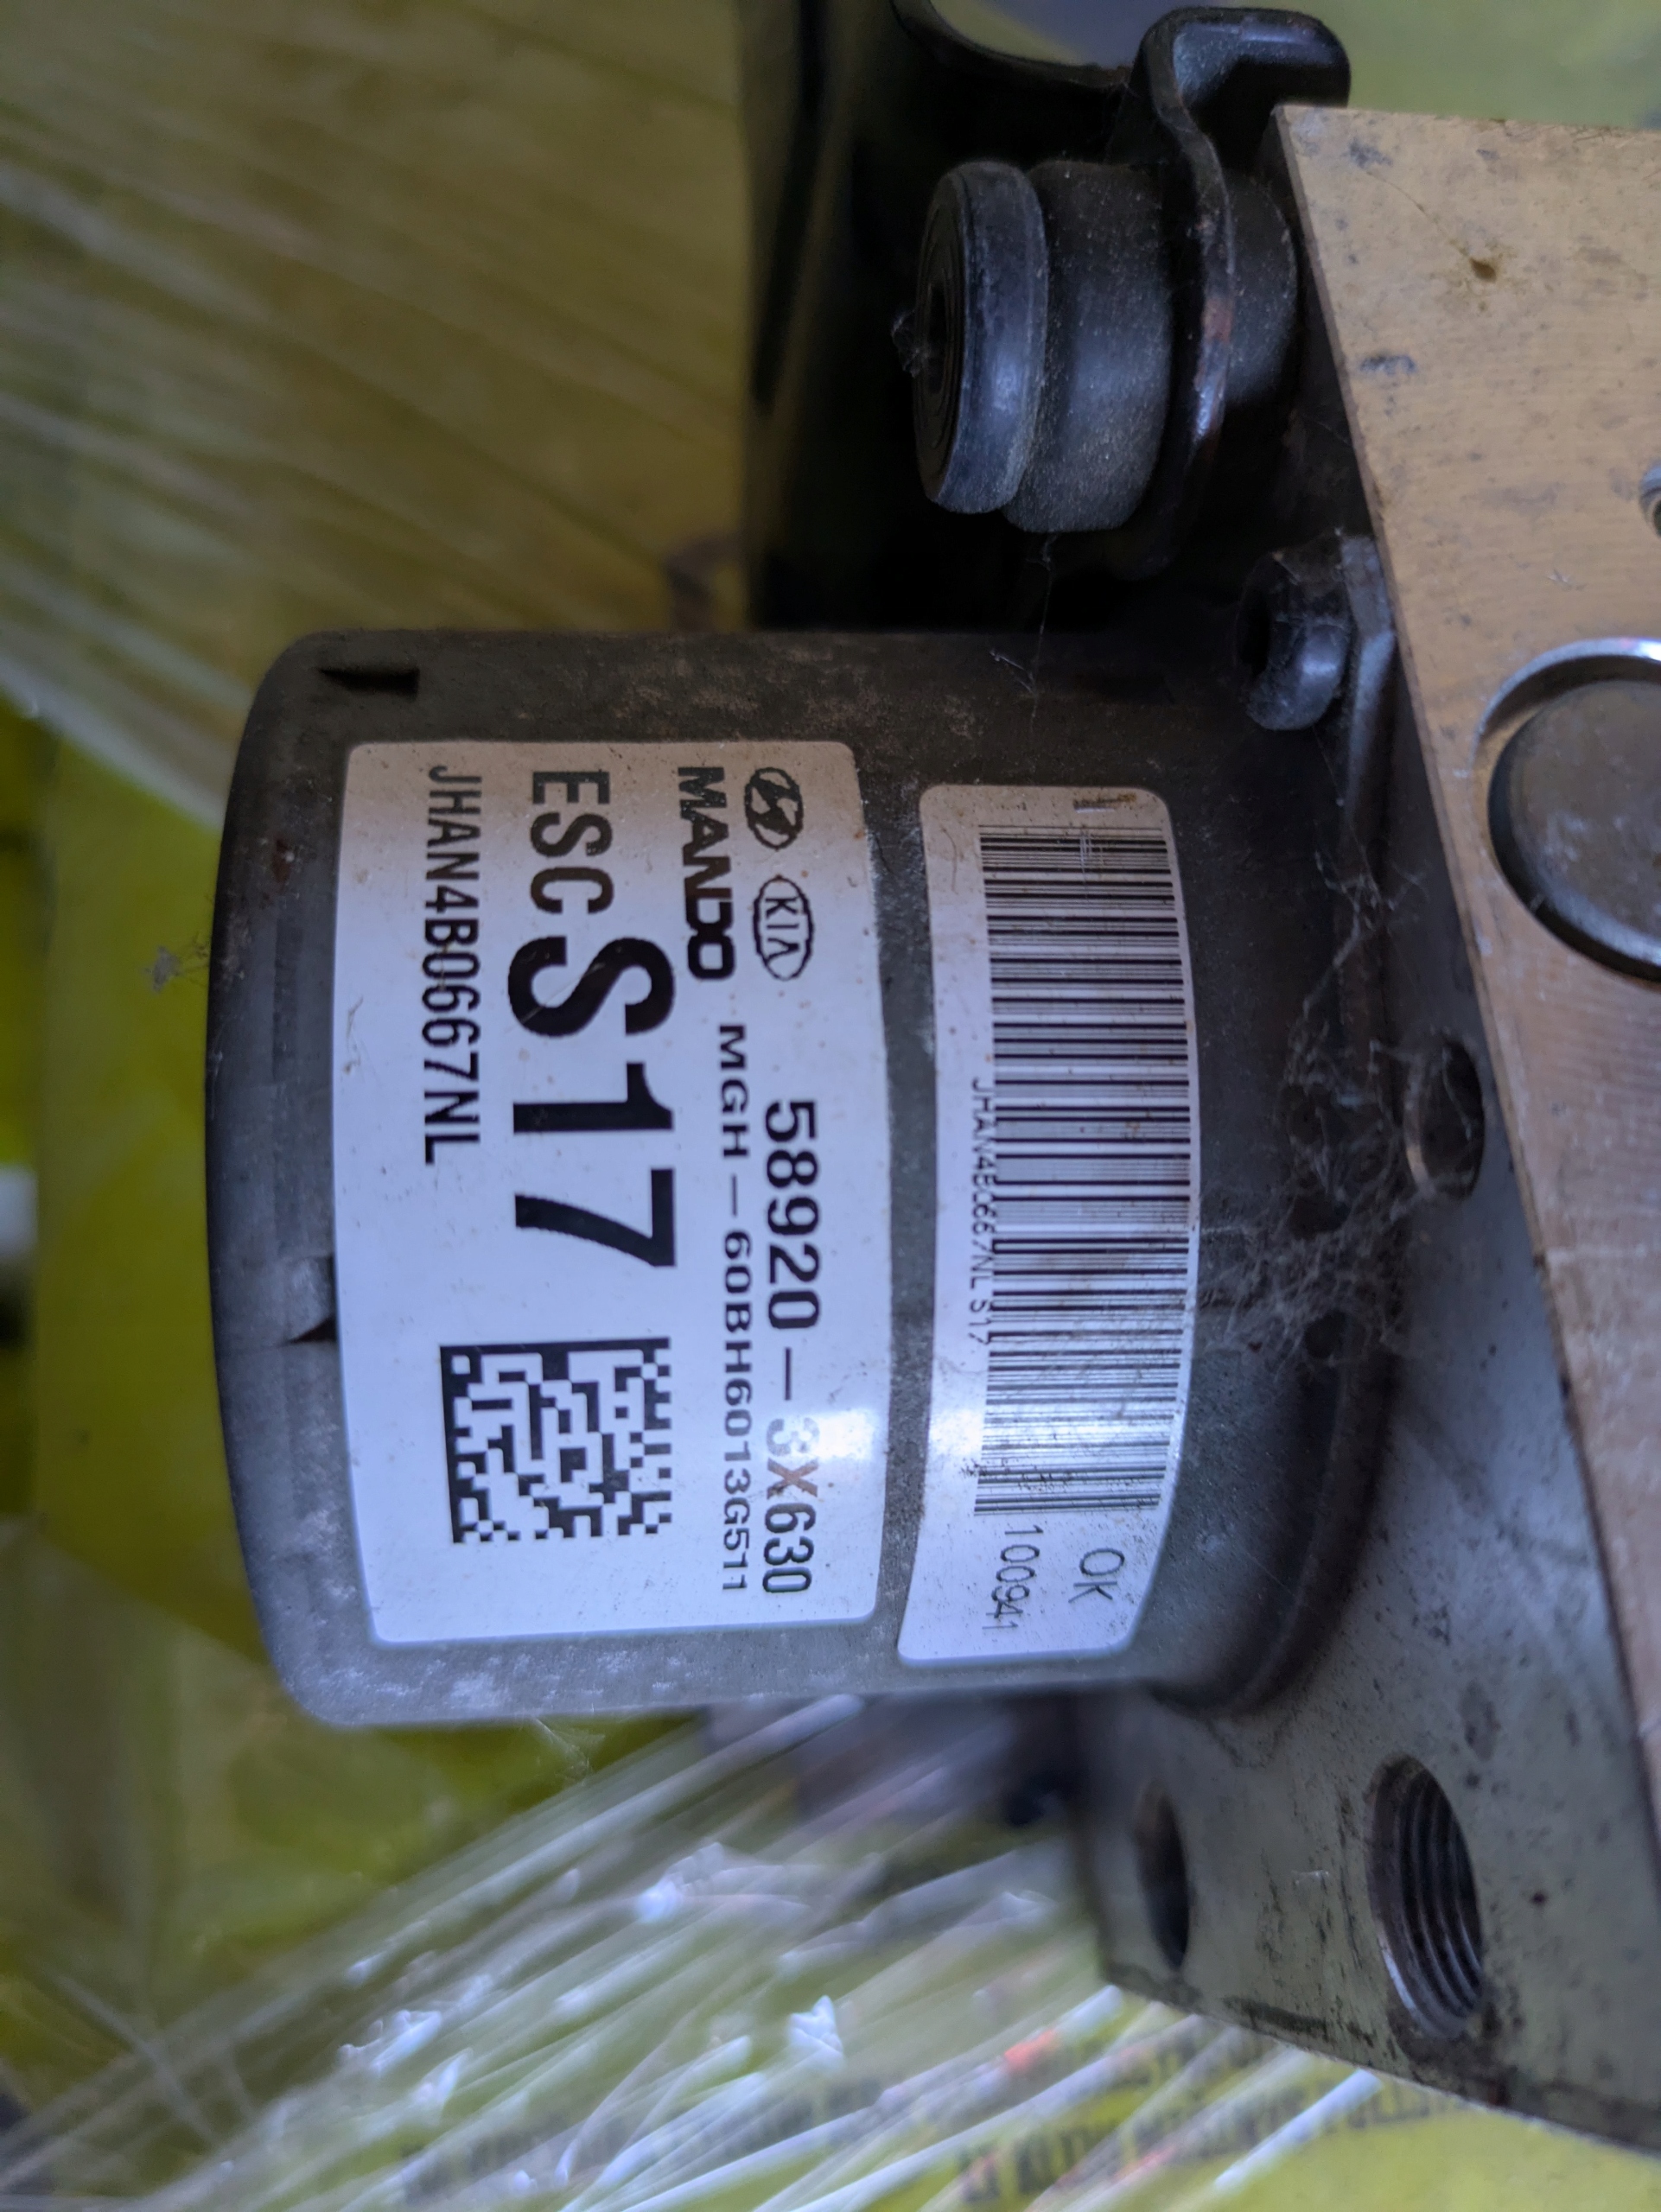 JHAN4B0667NL S17
OK
100941
KIA
58920-3X630
MANDO
MGH-60BH6013G511
ESC S17
JHAN4B0667NL